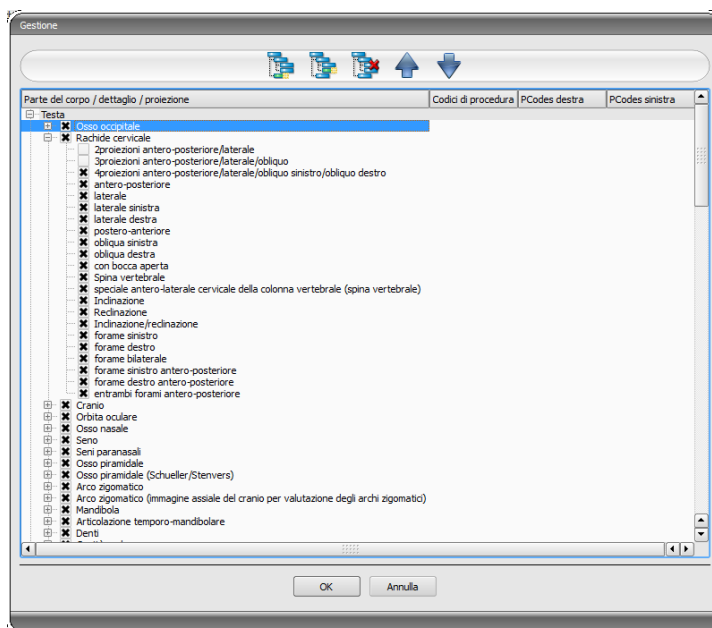 Gestione
Parte del corpo / dettaglio / proiezione Codici di procedura PCodes destra PCodes sinistra
Testa
Osso occipitale
Rachide cervicale
2proiezioni antero-posteriore/laterale
3proiezioni antero-posteriore/laterale/obliquo
4proiezioni antero-posteriore/laterale/obliquo sinistro/obliquo destro
antero-posteriore
laterale
laterale sinistra
laterale destra
postero-anteriore
obliqua sinistra
obliqua destra
con bocca aperta
Spina vertebrale
speciale antero-laterale cervicale della colonna vertebrale (spina vertebrale)
Inclinazione
Reclinazione
Inclinazione/reclinazione
forame sinistro
forame destro
forame bilaterale
forame sinistro antero-posteriore
forame destro antero-posteriore
entrambi forami antero-posteriore
Cranio
Orbita oculare
Osso nasale
Seno
Seni paranasali
Osso piramidale
Osso piramidale (Schueller/Stenvers)
Arco zigomatico
Arco zigomatico (immagine assiale del cranio per valutazione degli archi zigomatici)
Mandibola
Articolazione temporo-mandibolare
Denti
OK Annulla